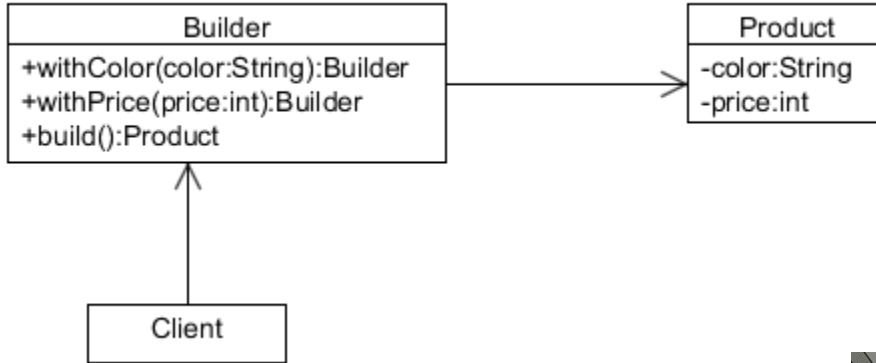 Builder
+withColor(color:String):Builder
+withPrice(price:int):Builder
+build():Product
Product
-color:String
-price:int
Client